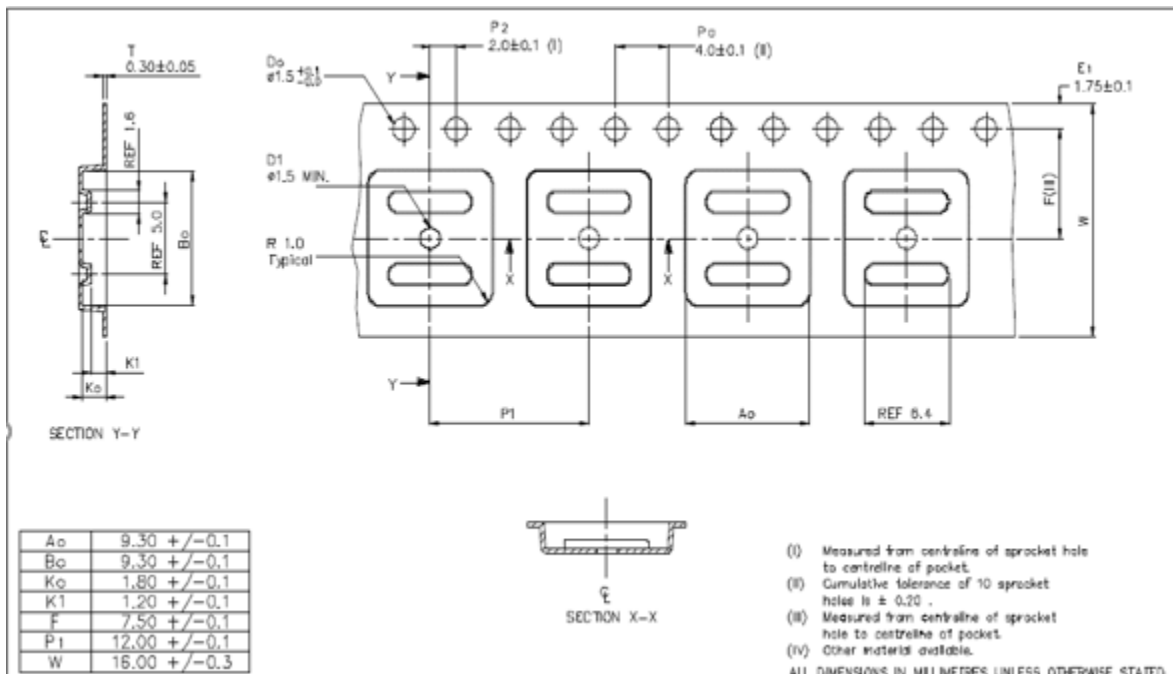 T
0.30±0.05
P2
2.0±0.1 (I)
Po
4.0±0.1 (II)
E1
1.75±0.1
Do
ø1.5 +0.1 -0.0
Y
REF 1.6
D1
ø1.5 MIN.
F(III)
W
REF 5.0
Bo
R 1.0
Typical
X
X
K1
Ko
Y
P1
Ao
REF 6.4
SECTION Y-Y
Ao 9.30 +/-0.1
Bo 9.30 +/-0.1
Ko 1.80 +/-0.1
K1 1.20 +/-0.1
F 7.50 +/-0.1
P1 12.00 +/-0.1
W 16.00 +/-0.3
SECTION X-X
(I) Measured from centreline of sprocket hole
to centreline of pocket.
(II) Cumulative tolerance of 10 sprocket
holes is ± 0.20 .
(III) Measured from centreline of sprocket
hole to centreline of pocket.
(IV) Other material available.
ALL DIMENSIONS IN MILLIMETRES UNLESS OTHERWISE STATED